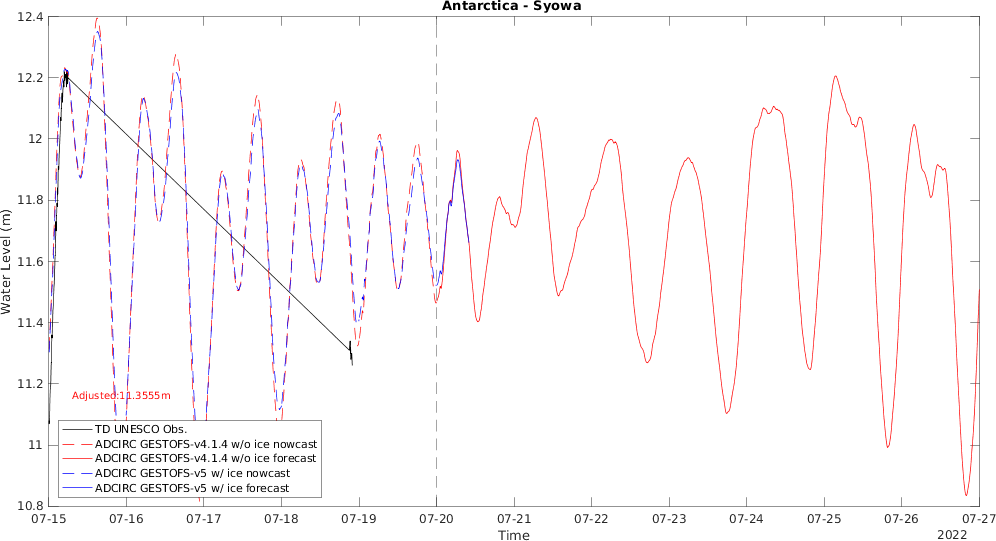 Antarctica - Syowa
12.4
12.2
12
11.8
11.6
11.4
11.2
11
10.8
Water Level (m)
Adjusted:11.3555m
TD UNESCO Obs.
ADCIRC GESTOFS-v4.1.4 w/o ice nowcast
ADCIRC GESTOFS-v4.1.4 w/o ice forecast
ADCIRC GESTOFS-v5 w/ ice nowcast
ADCIRC GESTOFS-v5 w/ ice forecast
07-15 07-16 07-17 07-18 07-19 07-20 07-21 07-22 07-23 07-24 07-25 07-26 07-27
Time
2022